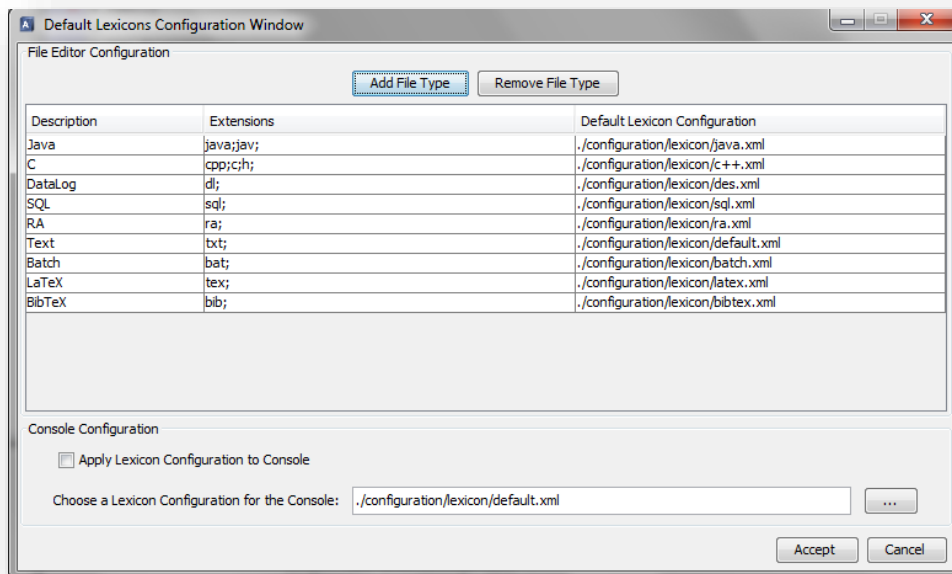 Default Lexicons Configuration Window
File Editor Configuration
Add File Type Remove File Type
Description Extensions Default Lexicon Configuration
Java java;jav; ./configuration/lexicon/java.xml
C cpp;c;h; ./configuration/lexicon/c++.xml
DataLog dl; ./configuration/lexicon/des.xml
SQL sql; ./configuration/lexicon/sql.xml
RA ra; ./configuration/lexicon/ra.xml
Text txt; ./configuration/lexicon/default.xml
Batch bat; ./configuration/lexicon/batch.xml
LaTeX tex; ./configuration/lexicon/latex.xml
BibTeX bib; ./configuration/lexicon/bibtex.xml
Console Configuration
Apply Lexicon Configuration to Console
Choose a Lexicon Configuration for the Console: ./configuration/lexicon/default.xml ...
Accept Cancel